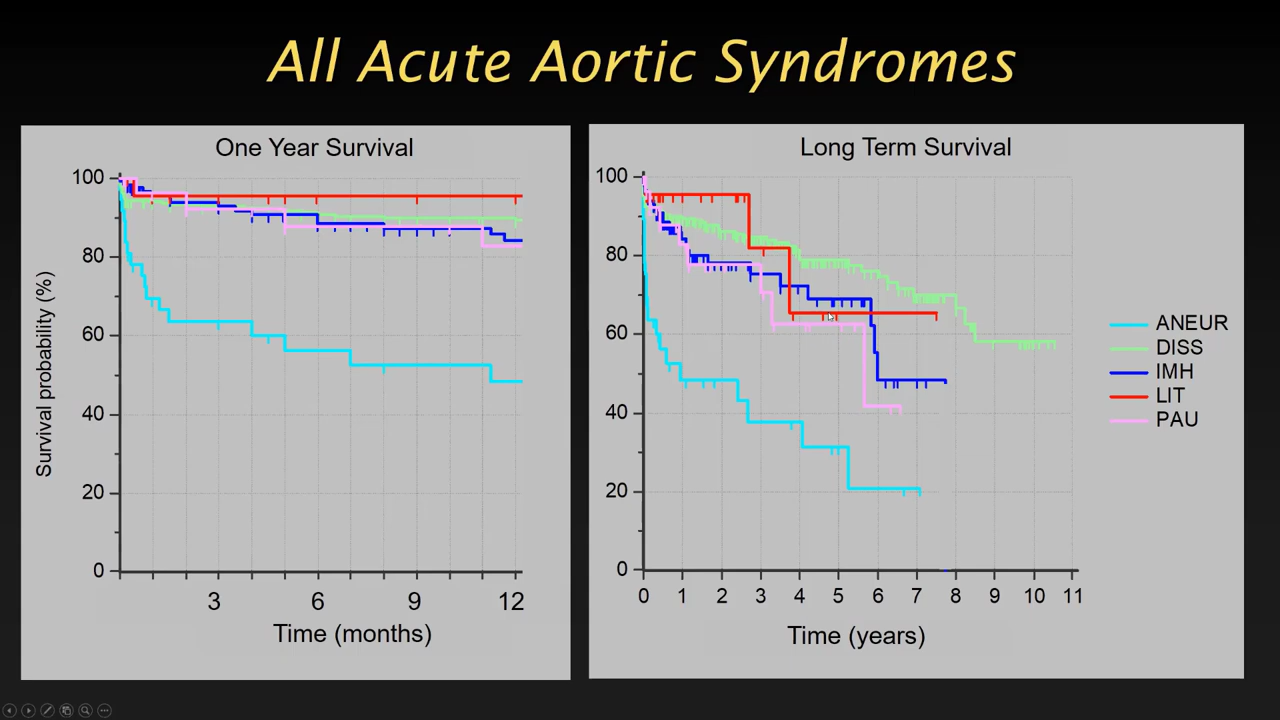 All Acute Aortic Syndromes
One Year Survival
100
80
60
40
20
0
Survival probability (%)
3 6 9 12
Time (months)
Long Term Survival
100
80
60
40
20
0
0 1 2 3 4 5 6 7 8 9 10 11
Time (years)
ANEUR
DISS
IMH
LIT
PAU